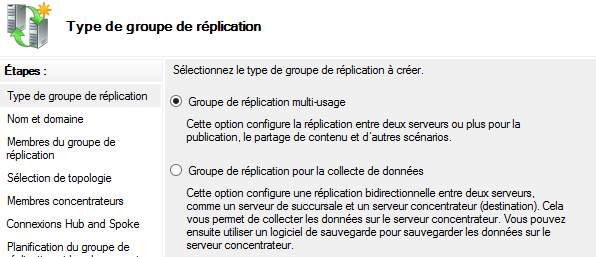 Type de groupe de réplication
Étapes :
Type de groupe de réplication
Nom et domaine
Membres du groupe de
réplication
Sélection de topologie
Membres concentrateurs
Connexions Hub and Spoke
Planification du groupe de
Sélectionnez le type de groupe de réplication à créer.
Groupe de réplication multi-usage
Cette option configure la réplication entre deux serveurs ou plus pour la
publication, le partage de contenu et d'autres scénarios.
Groupe de réplication pour la collecte de données
Cette option configure une réplication bidirectionnelle entre deux serveurs,
comme un serveur de succursale et un serveur concentrateur (destination). Cela
vous permet de collecter les données sur le serveur concentrateur. Vous pouvez
ensuite utiliser un logiciel de sauvegarde pour sauvegarder les données sur le
serveur concentrateur.